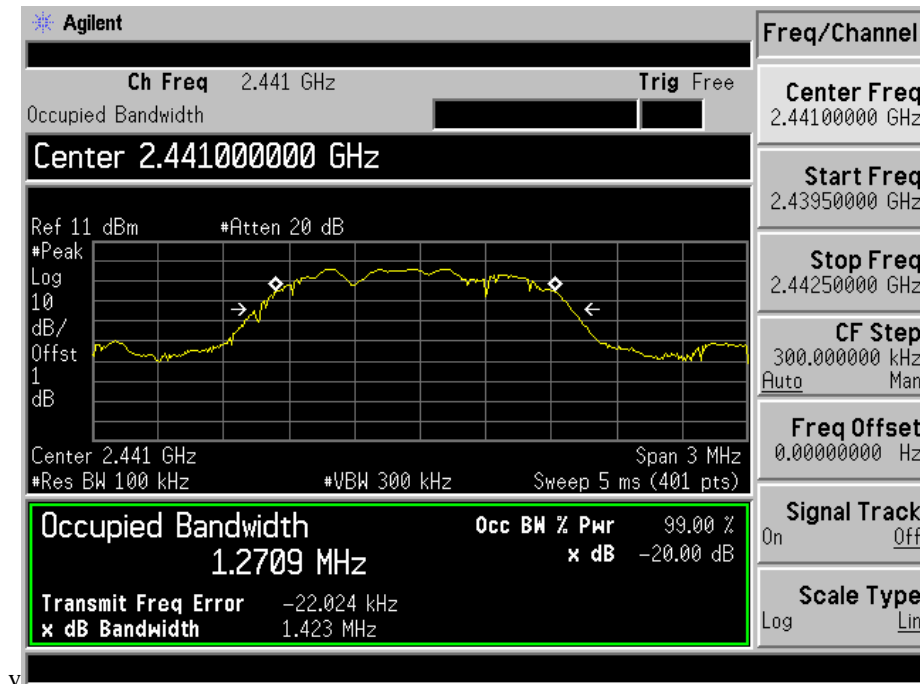 Agilent
Freq/Channel
Ch Freq 2.441 GHz Trig Free
Occupied Bandwidth
Center 2.441000000 GHz
Ref 11 dBm #Atten 20 dB
#Peak
Log
10
dB/
Offst
1
dB
Center 2.441 GHz Span 3 MHz
#Res BW 100 kHz #VBW 300 kHz Sweep 5 ms (401 pts)
Occupied Bandwidth
1.2709 MHz
Occ BW % Pwr 99.00 %
x dB -20.00 dB
Transmit Freq Error -22.024 kHz
x dB Bandwidth 1.423 MHz
Center Freq
2.44100000 GHz
Start Freq
2.43950000 GHz
Stop Freq
2.44250000 GHz
CF Step
300.000000 kHz
Auto Man
Freq Offset
0.00000000 Hz
Signal Track
On Off
Scale Type
Log Lin
v